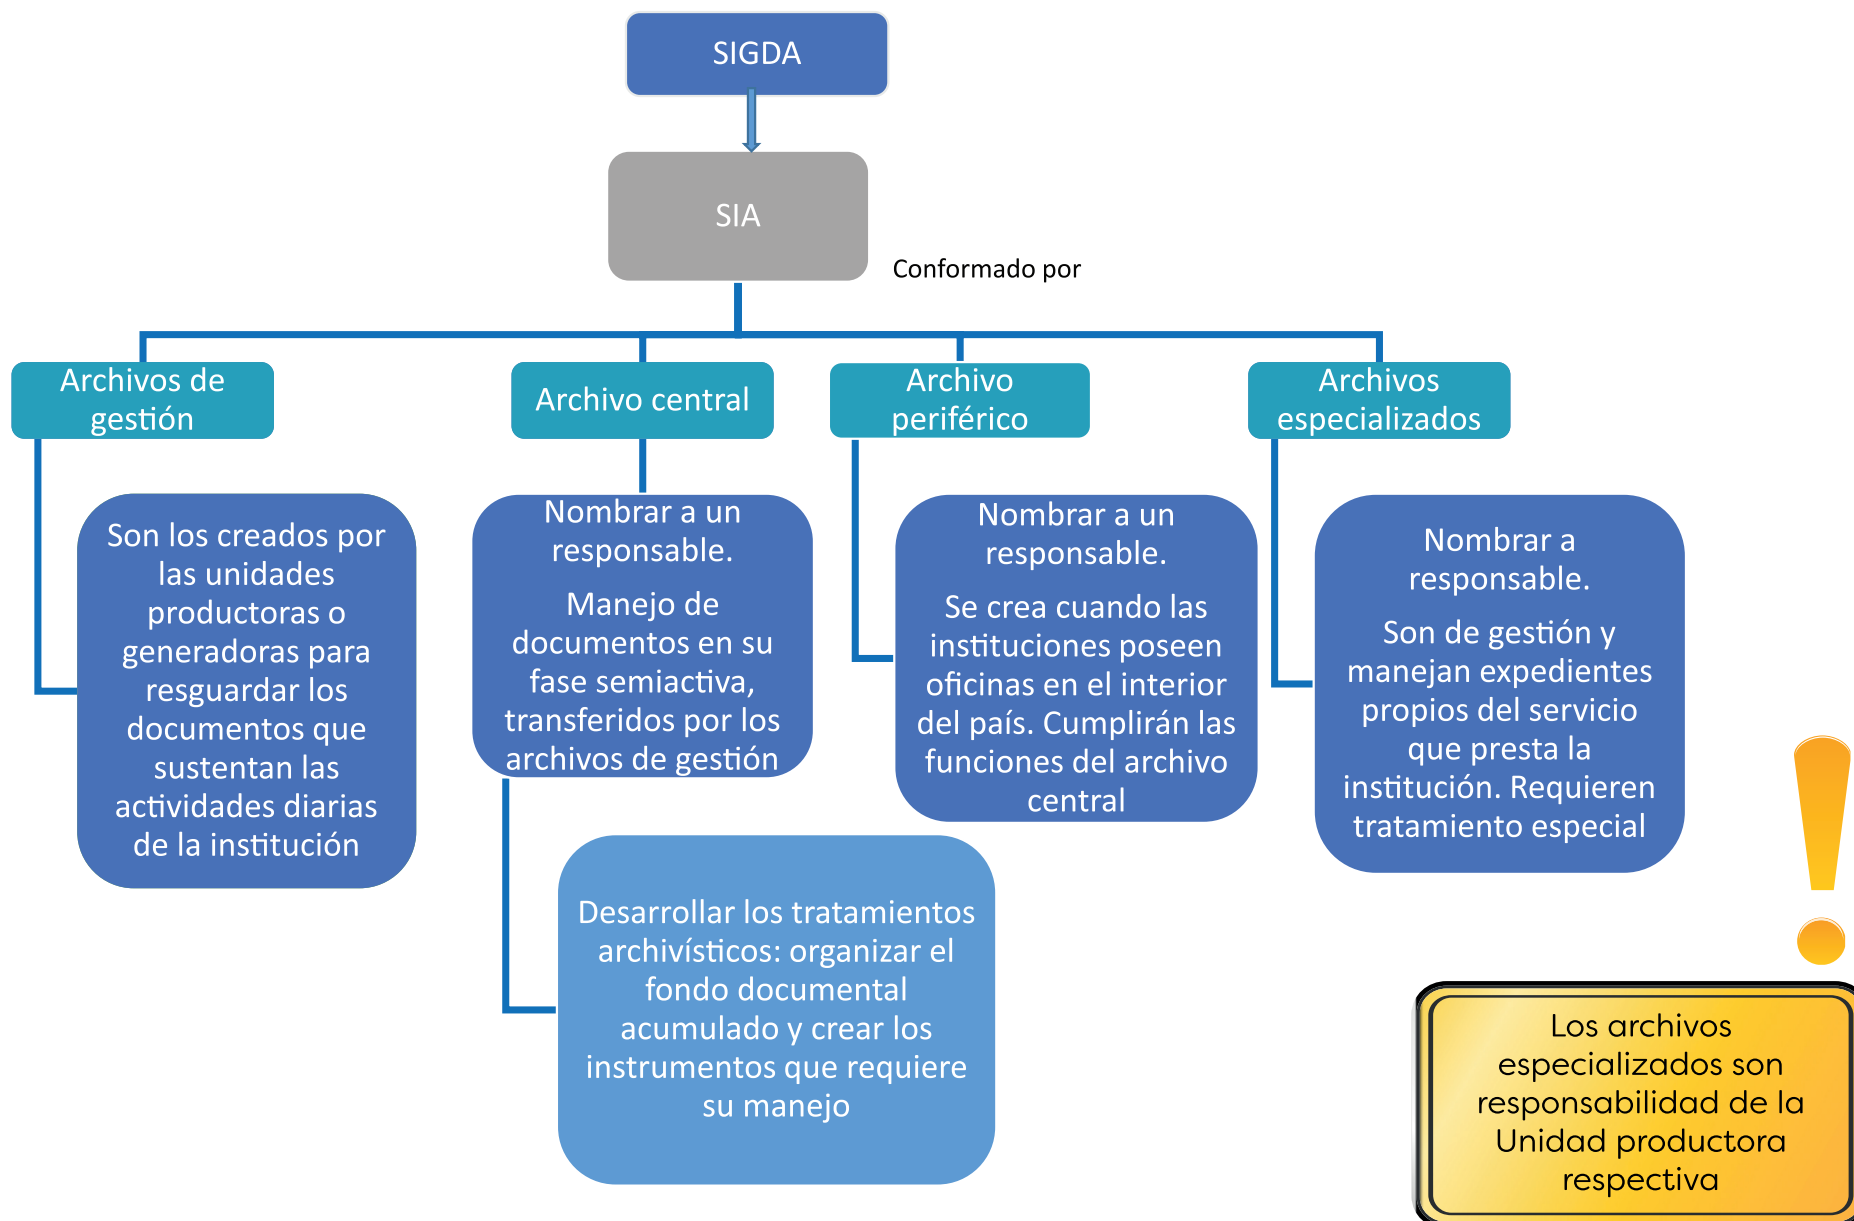 SIGDA
SIA
Conformado por
Archivos de
gestión
Son los creados por
las unidades
productoras o
generadoras para
resguardar los
documentos que
sustentan las
actividades diarias
de la institución
Archivo central
Nombrar a un
responsable.
Manejo de
documentos en su
fase semiactiva,
transferidos por los
archivos de gestión
Desarrollar los tratamientos
archivísticos: organizar el
fondo documental
acumulado y crear los
instrumentos que requiere
su manejo
Archivo
periférico
Nombrar a un
responsable.
Se crea cuando las
instituciones poseen
oficinas en el interior
del país. Cumplirán las
funciones del archivo
central
Archivos
especializados
Nombrar a
responsable.
Son de gestión y
manejan expedientes
propios del servicio
que presta la
institución. Requieren
tratamiento especial
!
Los archivos
especializados son
responsabilidad de la
Unidad productora
respectiva